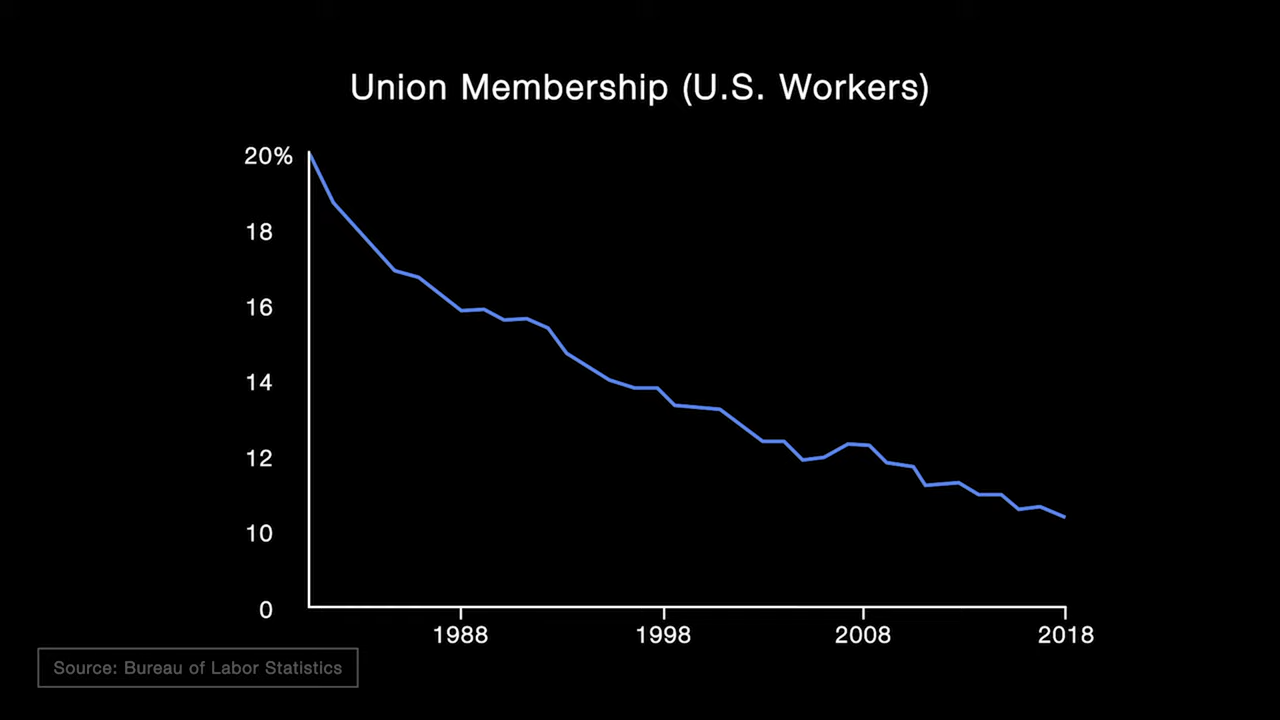 Union Membership (U.S. Workers)
20%
18
16
14
12
10
0
1988 1998 2008 2018
Source: Bureau of Labor Statistics